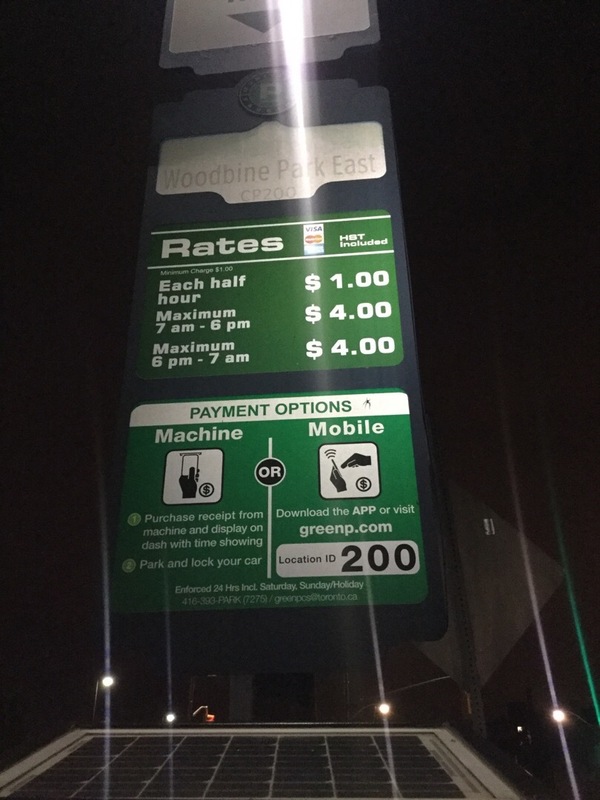 Woodbine Park East
CP200
Rates
VISA
HST
Included
Minimum Charge $1.00
Each half
hour
$ 1.00
Maximum
7 am - 6 pm
$ 4.00
Maximum
6 pm - 7 am
$ 4.00
PAYMENT OPTIONS
Machine
OR
Mobile
1 Purchase receipt from
machine and display on
dash with time showing
2 Park and lock your car
Download the APP or visit
greenp.com
Location ID 200
Enforced 24 Hrs Incl. Saturday, Sunday/Holiday
416-393-PARK (7275) / greenpcs@toronto.ca